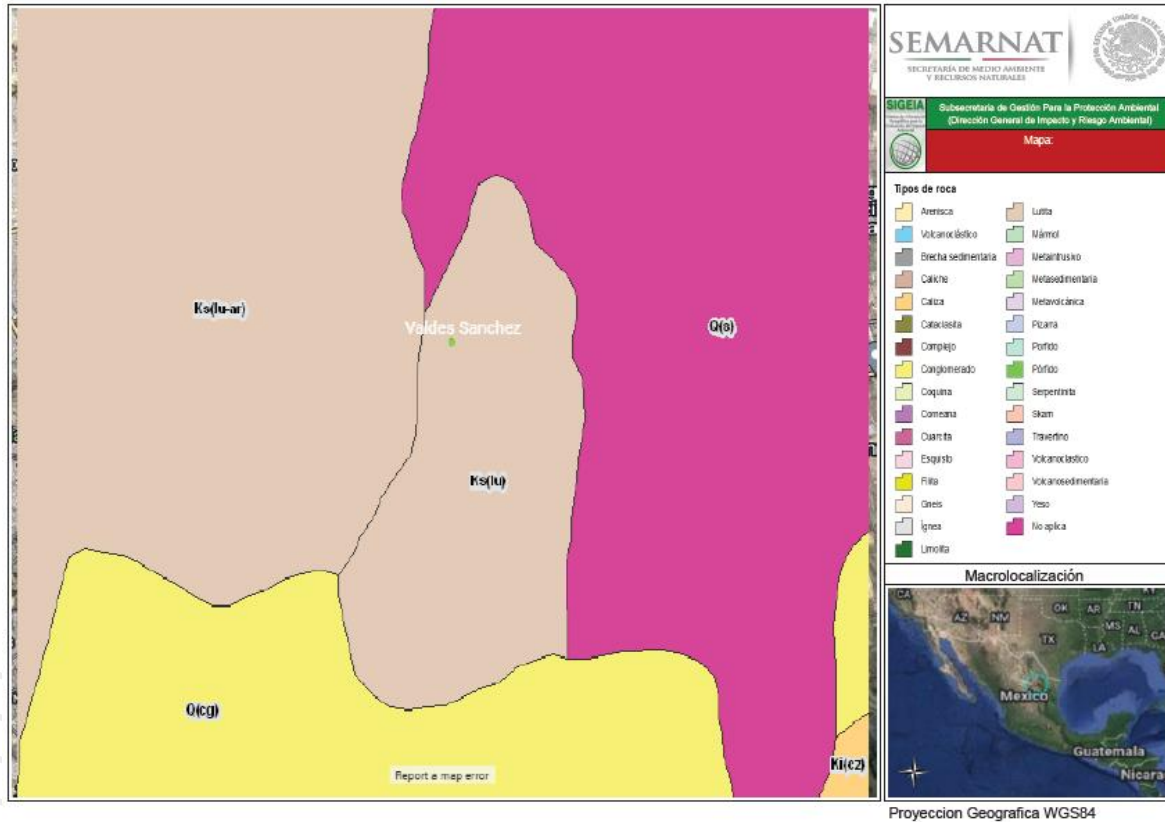 SEMARNAT
SECRETARÍA DE MEDIO AMBIENTE
Y RECURSOS NATURALES
SIGEIA
Subsecretaria de Gestión Para la Protección Ambiental
(Dirección General de Impacto y Riesgo Ambiental)
Mapa:
Ks(lu-ar)
Valdes Sanchez
Q(s)
Ks(lu)
Q(cg)
Ki(cz)
Report a map error
Tipos de roca
Arenisca
Volcanoclástico
Brecha sedimentaria
Caliche
Caliza
Cataclasita
Complejo
Conglomerado
Coquina
Corneana
Cuarcita
Esquisto
Filita
Gneis
Ígnea
Limolita
Lutita
Mármol
Metaintrusivo
Metasedimentaria
Metavolcánica
Pizarra
Porfido
Pórfido
Serpentinita
Skarn
Travertino
Volcanoclastico
Volcanosedimentaria
Yeso
No aplica
Macrolocalización
CA
AZ
NM
OK
AR
TN
TX
MS
AL
GA
LA
Mexico
Guatemala
Nicara
Proyeccion Geografica WGS84